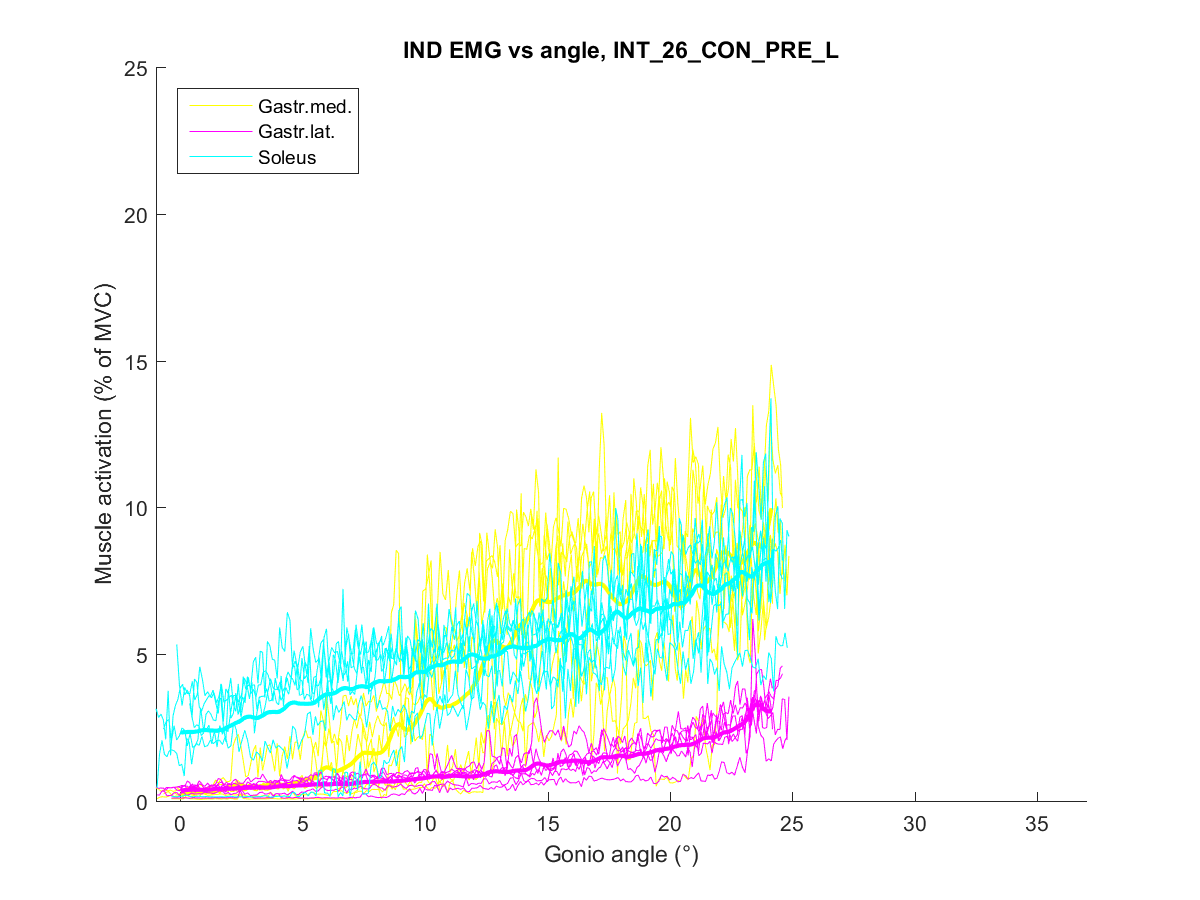 IND EMG vs angle, INT_26_CON_PRE_L
25
Gastr.med.
Gastr.lat.
Soleus
20
15
10
5
0
Muscle activation (% of MVC)
0 5 10 15 20 25 30 35
Gonio angle (°)